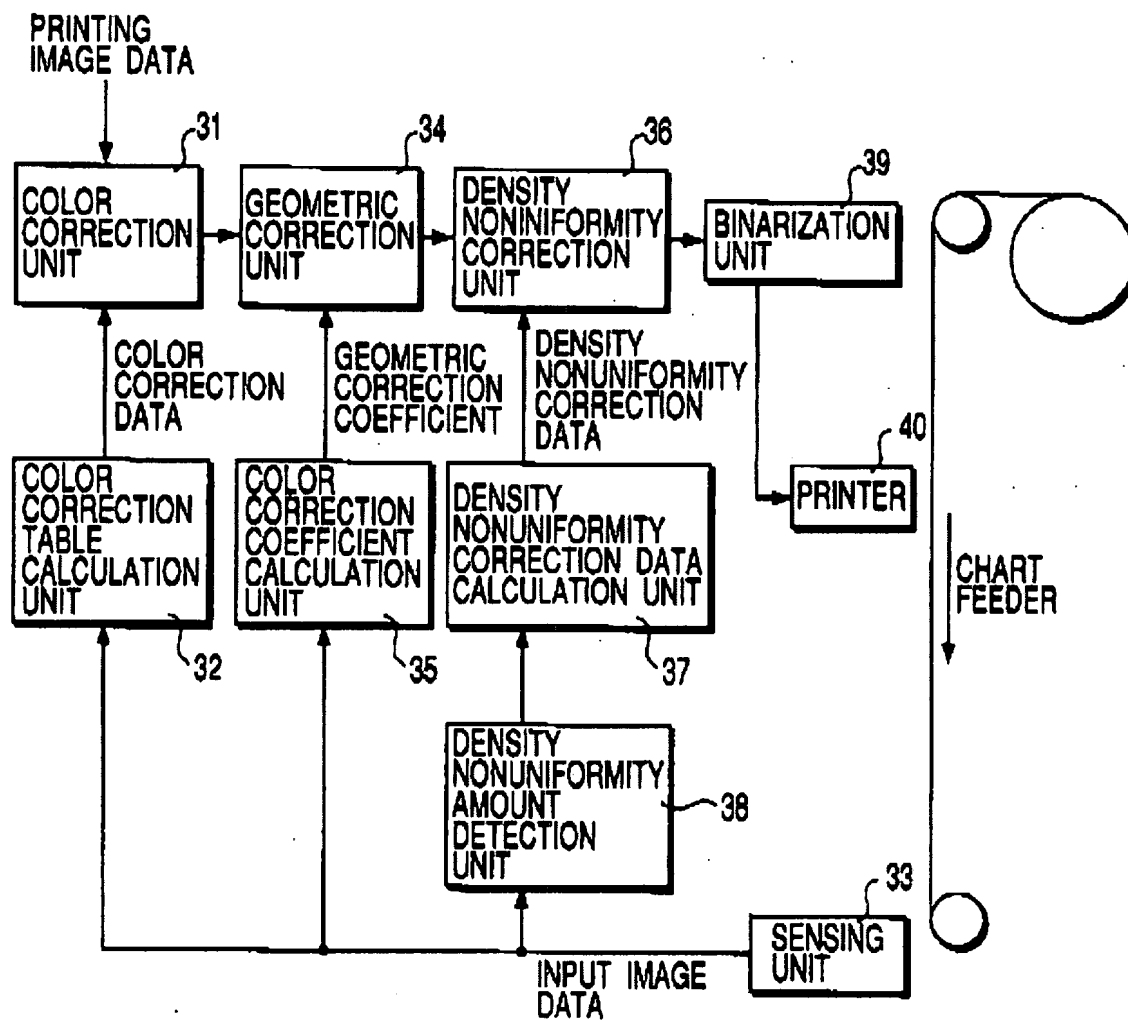 PRINTING
IMAGE DATA
31
COLOR
CORRECTION
UNIT
34
GEOMETRIC
CORRECTION
UNIT
36
DENSITY
NONINIFORMITY
CORRECTION
UNIT
39
BINARIZATION
UNIT
COLOR
CORRECTION
DATA
GEOMETRIC
CORRECTION
COEFFICIENT
DENSITY
NONUNIFORMITY
CORRECTION
DATA
40
PRINTER
COLOR
CORRECTION
TABLE
CALCULATION
UNIT
32
COLOR
CORRECTION
COEFFICIENT
CALCULATION
UNIT
35
DENSITY
NONUNIFORMITY
CORRECTION DATA
CALCULATION UNIT
37
CHART
FEEDER
DENSITY
NONUNIFORMITY
AMOUNT
DETECTION
UNIT
38
33
SENSING
UNIT
INPUT IMAGE
DATA